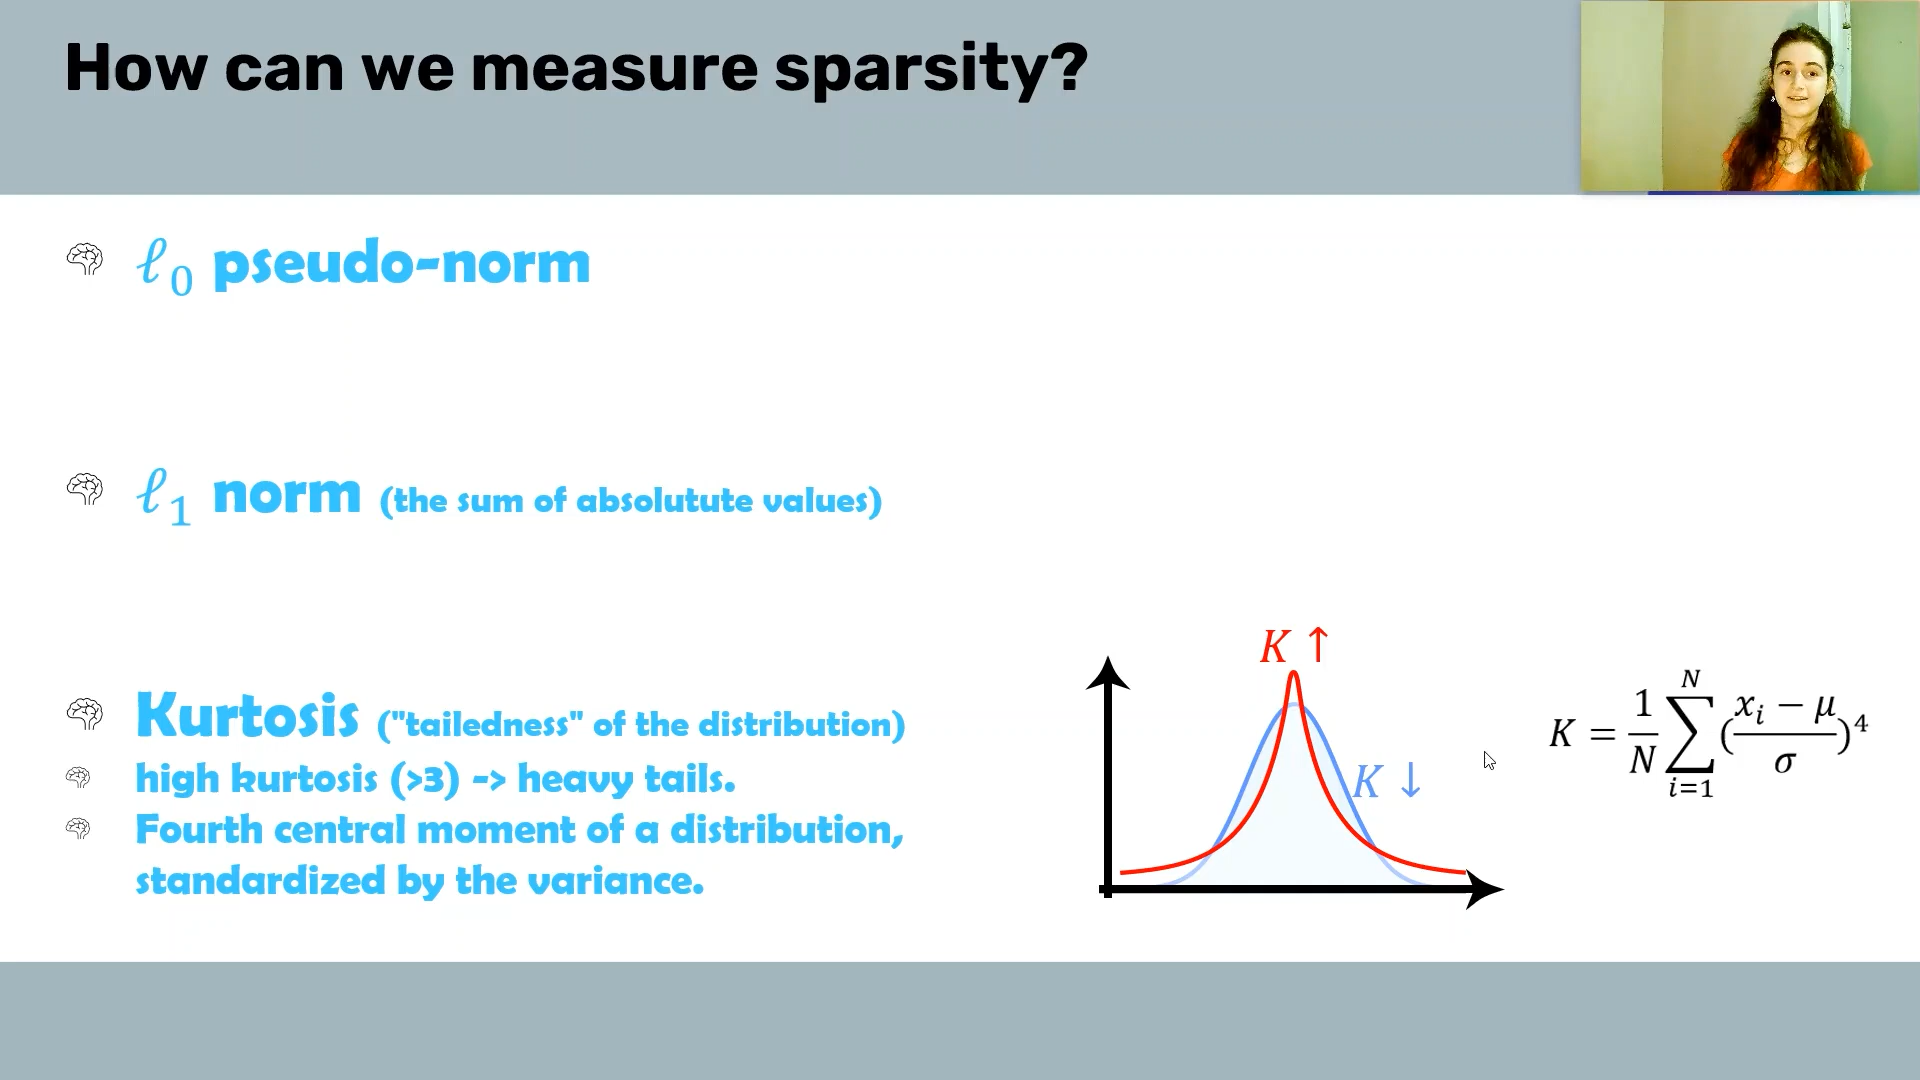 How can we measure sparsity?
ℓ₀ pseudo-norm
ℓ₁ norm (the sum of absolutute values)
Kurtosis ("tailedness" of the distribution)
high kurtosis (>3) -> heavy tails.
Fourth central moment of a distribution,
standardized by the variance.
K ↑
K ↓
K = 1/N ∑_{i=1}^{N} ((x_i − μ)/σ)^4